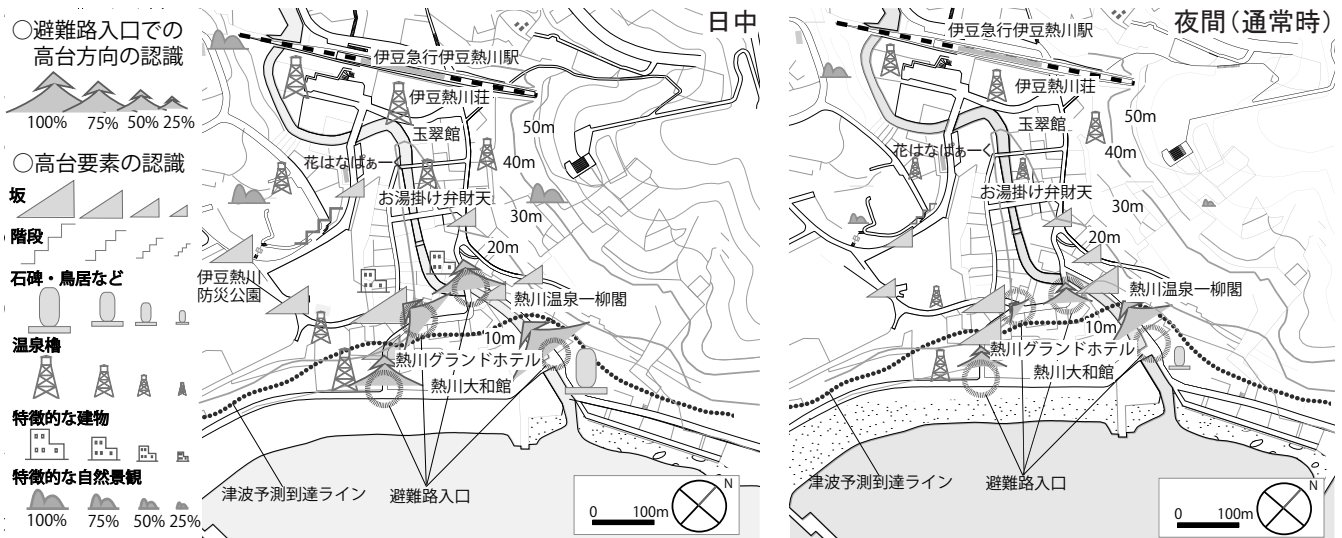 ○避難路入口での
高台方向の認識
100% 75% 50% 25%
○高台要素の認識
坂
階段
石碑・鳥居など
温泉櫓
特徴的な建物
特徴的な自然景観
100% 75% 50% 25%
日中
伊豆急行伊豆熱川駅
伊豆熱川荘
玉翠館
50m
花はなぱぁーく
40m
お湯掛け弁財天
30m
20m
伊豆熱川
防災公園
熱川温泉一柳閣
10m
熱川グランドホテル
熱川大和館
津波予測到達ライン
避難路入口
N
0 100m
夜間(通常時)
伊豆急行伊豆熱川駅
伊豆熱川荘
玉翠館
50m
花はなぱぁーく
40m
お湯掛け弁財天
30m
20m
熱川温泉一柳閣
10m
熱川グランドホテル
熱川大和館
津波予測到達ライン
避難路入口
N
0 100m